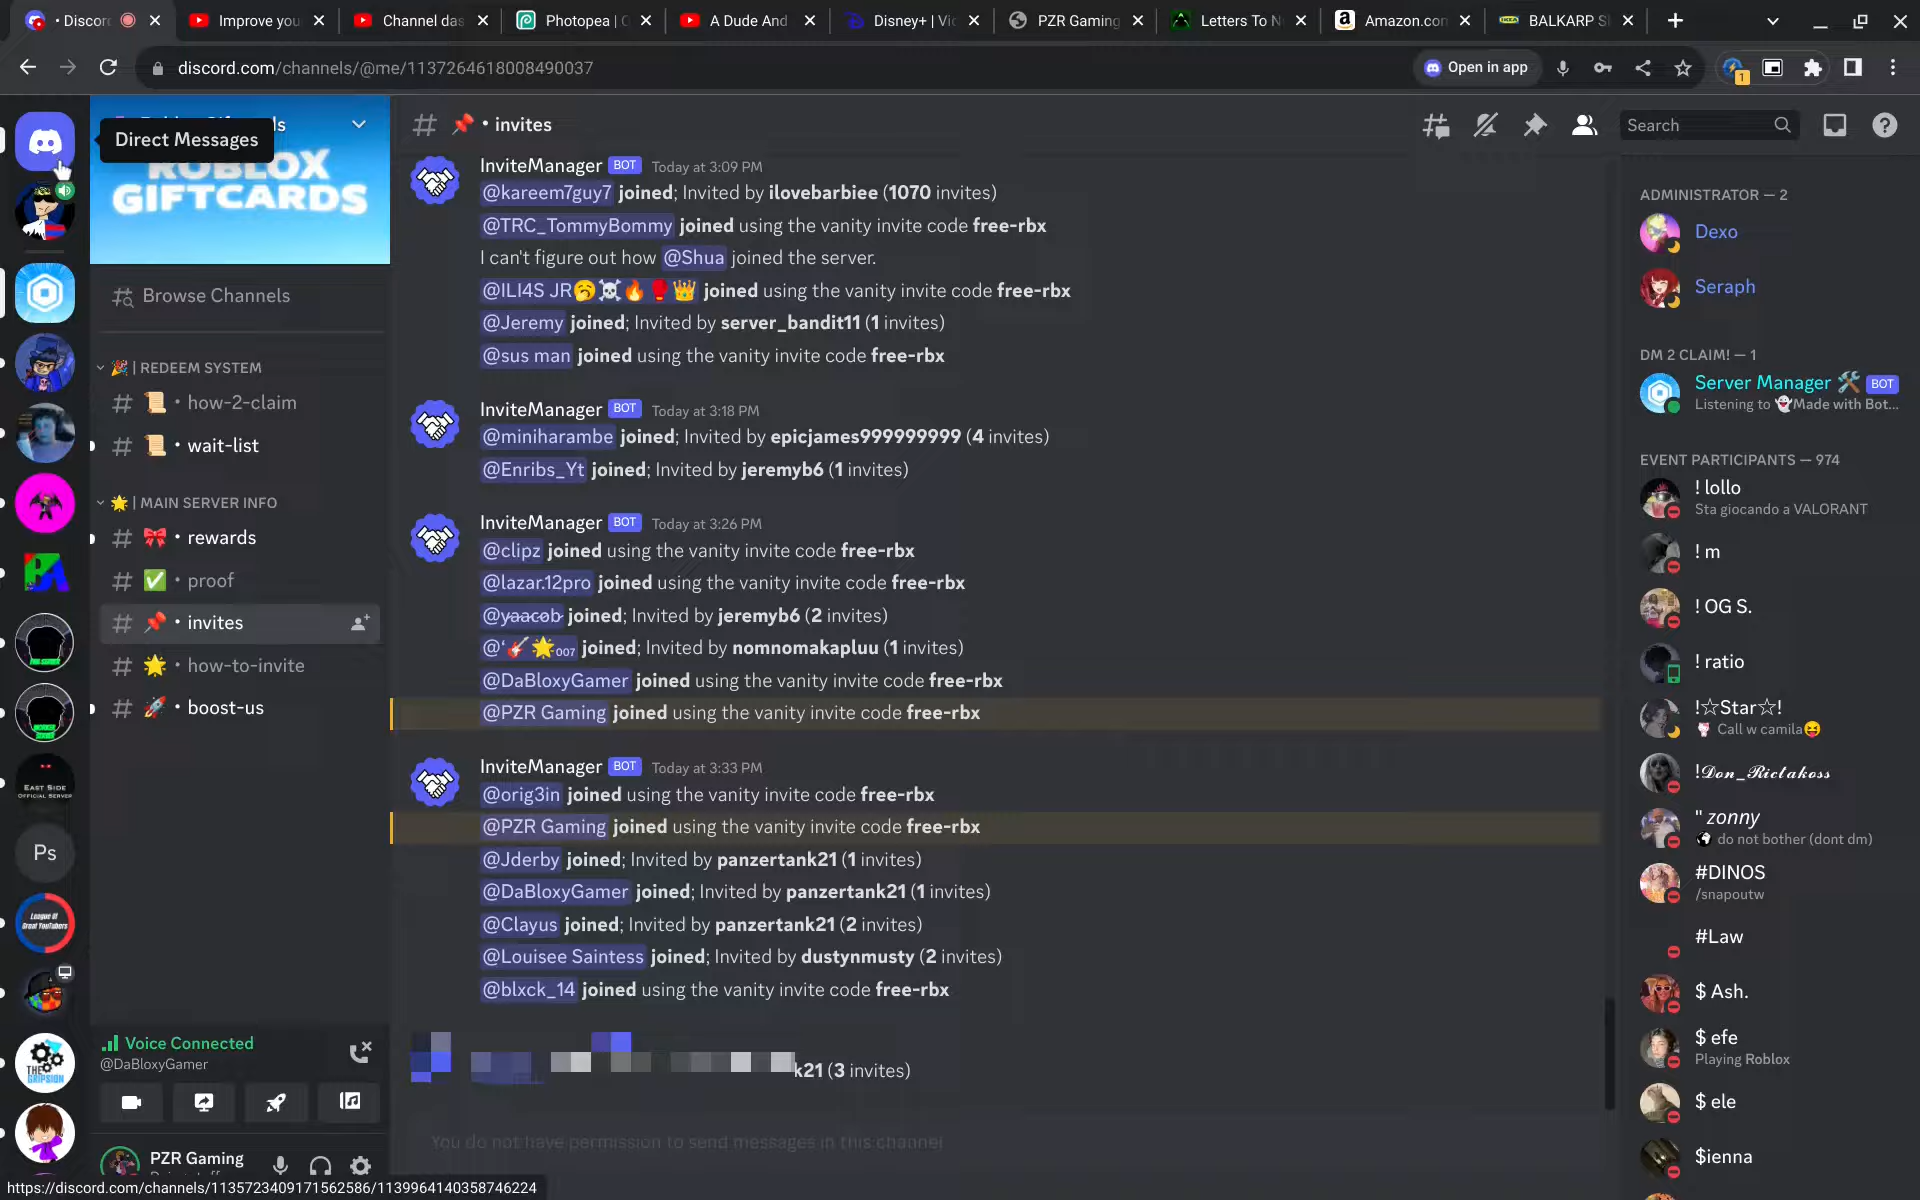 • Discord
Improve you
Channel das
Photopea |
A Dude And
Disney+ | Vi
PZR Gaming
Letters To N
Amazon.com
BALKARP S
discord.com/channels/@me/1137264618008490037
Open in app
1
Direct Messages
ROBLOX
GIFTCARDS
# 📌 • invites
Search
Browse Channels
🎉 | REDEEM SYSTEM
# 📜 • how-2-claim
# 📜 • wait-list
🌟 | MAIN SERVER INFO
# 🎀 • rewards
# ✅ • proof
# 📌 • invites
# 🌟 • how-to-invite
# 🚀 • boost-us
EAST SIDE
OFFICIAL SERVER
Ps
League Of
Great YouTubers
THE
GRIPSION
Voice Connected
@DaBloxyGamer
PZR Gaming
InviteManager BOT Today at 3:09 PM
@kareem7guy7 joined; Invited by ilovebarbiee (1070 invites)
@TRC_TommyBommy joined using the vanity invite code free-rbx
I can't figure out how @Shua joined the server.
@ILI4S JR🥱☠️🔥🥊👑 joined using the vanity invite code free-rbx
@Jeremy joined; Invited by server_bandit11 (1 invites)
@sus man joined using the vanity invite code free-rbx
InviteManager BOT Today at 3:18 PM
@miniharambe joined; Invited by epicjames999999999 (4 invites)
@Enribs_Yt joined; Invited by jeremyb6 (1 invites)
InviteManager BOT Today at 3:26 PM
@clipz joined using the vanity invite code free-rbx
@lazar.12pro joined using the vanity invite code free-rbx
@yaacob joined; Invited by jeremyb6 (2 invites)
@'🎸🌟007 joined; Invited by nomnomakapluu (1 invites)
@DaBloxyGamer joined using the vanity invite code free-rbx
@PZR Gaming joined using the vanity invite code free-rbx
InviteManager BOT Today at 3:33 PM
@orig3in joined using the vanity invite code free-rbx
@PZR Gaming joined using the vanity invite code free-rbx
@Jderby joined; Invited by panzertank21 (1 invites)
@DaBloxyGamer joined; Invited by panzertank21 (1 invites)
@Clayus joined; Invited by panzertank21 (2 invites)
@Louisee Saintess joined; Invited by dustynmusty (2 invites)
@blxck_14 joined using the vanity invite code free-rbx
k21 (3 invites)
You do not have permission to send messages in this channel
ADMINISTRATOR — 2
Dexo
Seraph
DM 2 CLAIM! — 1
Server Manager 🛠️ BOT
Listening to 👻Made with Bot...
EVENT PARTICIPANTS — 974
! lollo
Sta giocando a VALORANT
! m
! OG S.
! ratio
!☆Star☆!
Call w camila😝
!𝓓𝓸𝓷_𝓡𝓲𝓬𝓽𝓪𝓴𝓸𝓼𝓼
" zonny
do not bother (dont dm)
#DINOS
/snapoutw
#Law
$ Ash.
$ efe
Playing Roblox
$ ele
$ienna
https://discord.com/channels/1135723409171562586/1139964140358746224